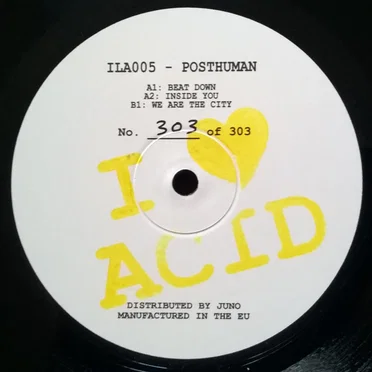 ILA005 - POSTHUMAN
A1: BEAT DOWN
A2: INSIDE YOU
B1: WE ARE THE CITY
No. 303 of 303
I
ACID
DISTRIBUTED BY JUNO
MANUFACTURED IN THE EU